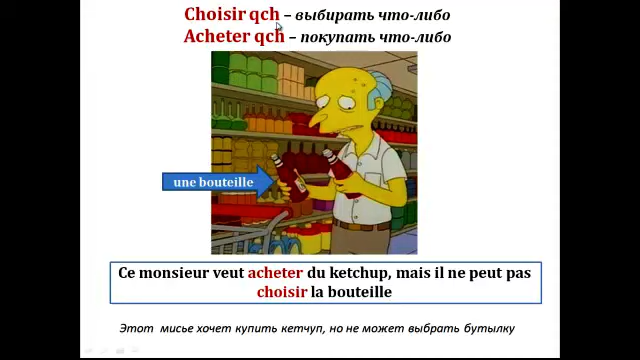 Choisir qch – выбирать что-либо
Acheter qch – покупать что-либо
une bouteille
Ce monsieur veut acheter du ketchup, mais il ne peut pas
choisir la bouteille
Этот мисье хочет купить кетчуп, но не может выбрать бутылку